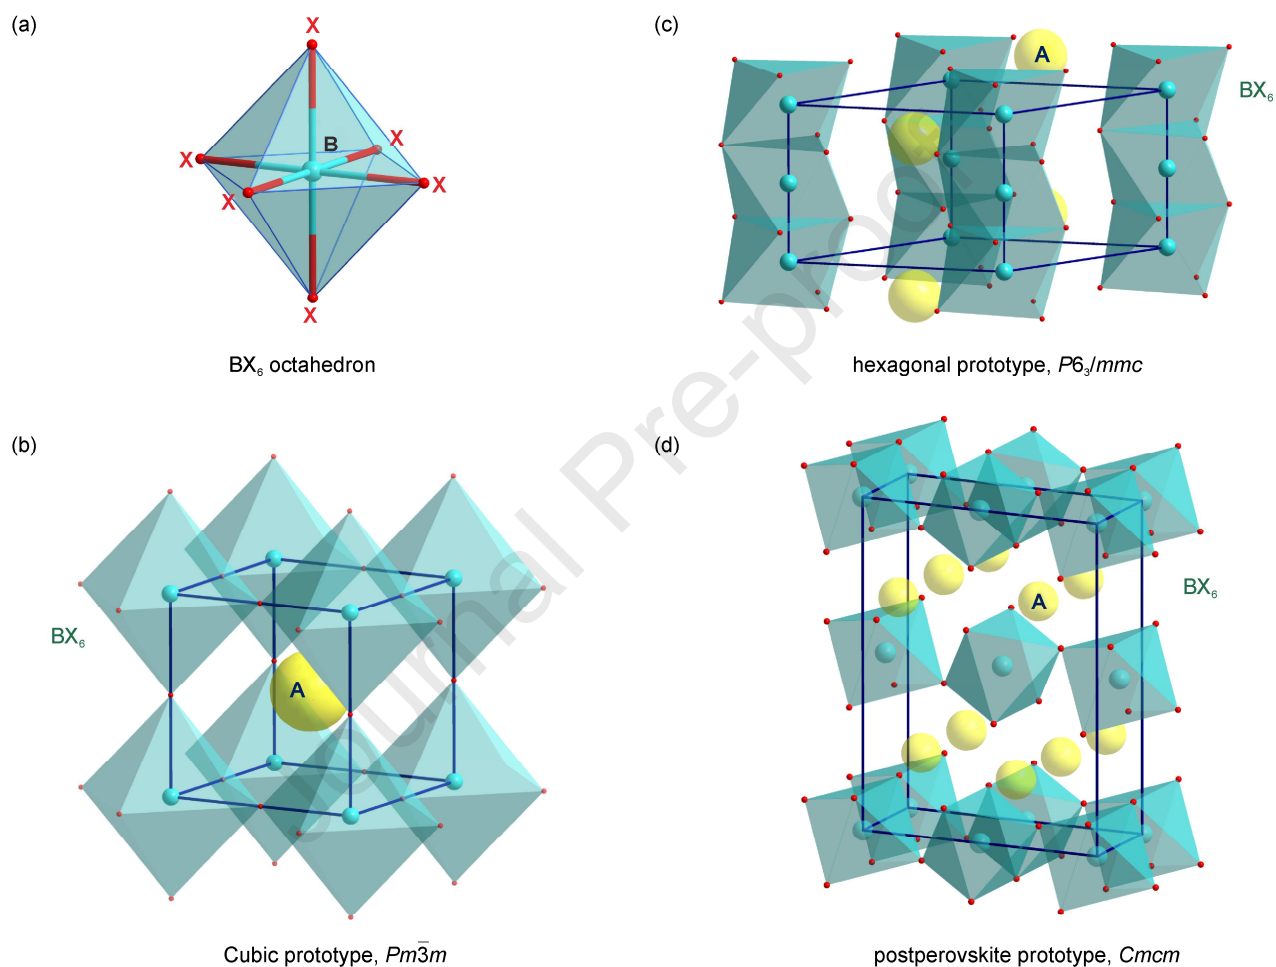 (a)
X
B
X
X
X
X
X
BX₆ octahedron
(c)
A
BX₆
hexagonal prototype, P6₃/mmc
(b)
BX₆
A
Cubic prototype, Pm3̅m
(d)
A
BX₆
postperovskite prototype, Cmcm
Journal Pre-proof